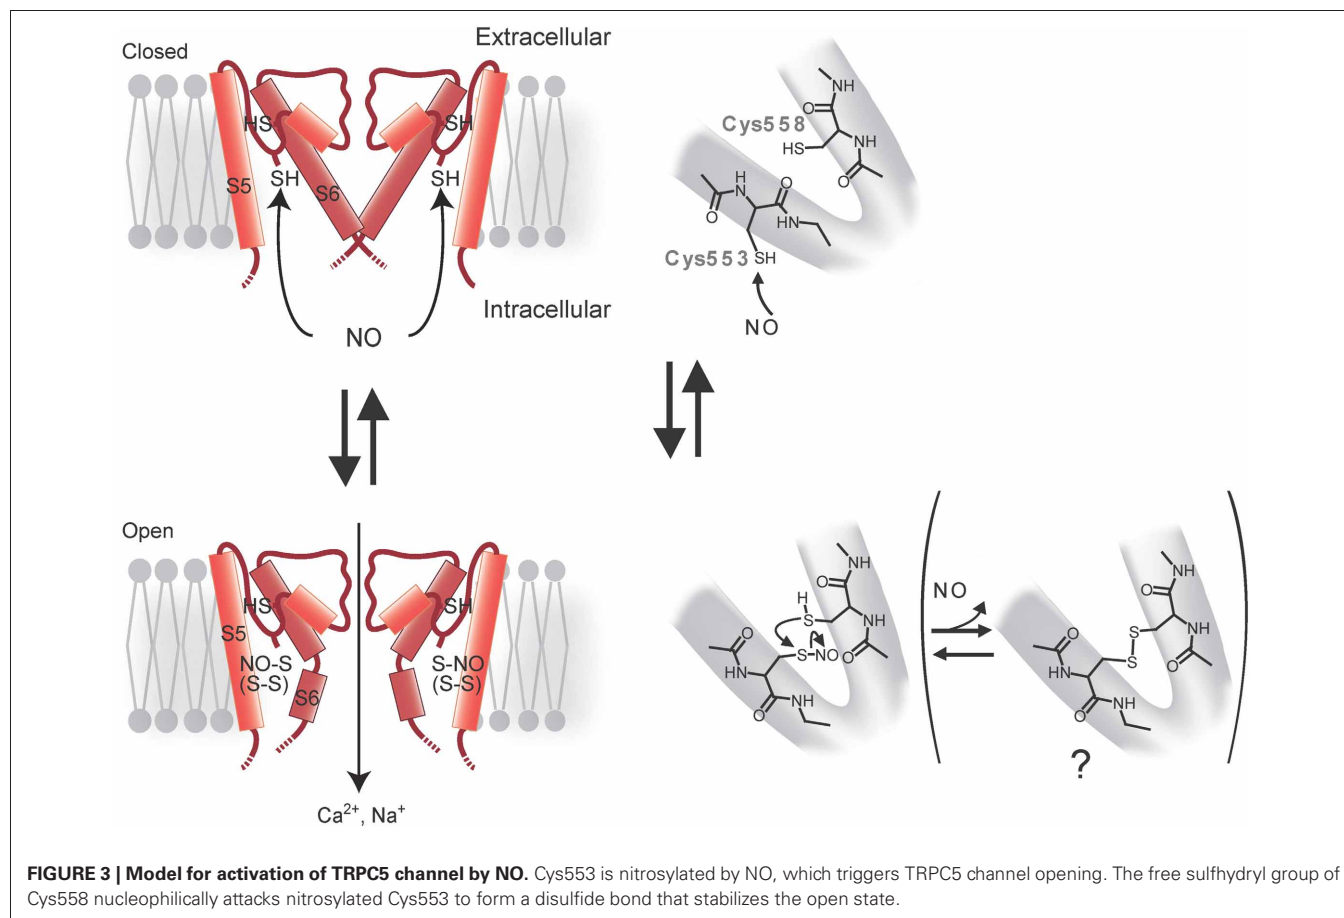 Closed
Extracellular
HS
SH
S5
SH
S6
SH
Intracellular
NO
Cys558
HS
O
NH
NH
O
O
H
N
O
HN
Cys553
SH
NO
Open
HS
SH
S5
NO-S
(S-S)
S6
S-NO
(S-S)
Ca2+, Na+
O
NH
H
S
NH
O
S-NO
O
NH
O
NH
NO
O
NH
S
NH
O
S
O
NH
O
NH
?
FIGURE 3 | Model for activation of TRPC5 channel by NO. Cys553 is nitrosylated by NO, which triggers TRPC5 channel opening. The free sulfhydryl group of
Cys558 nucleophilically attacks nitrosylated Cys553 to form a disulfide bond that stabilizes the open state.